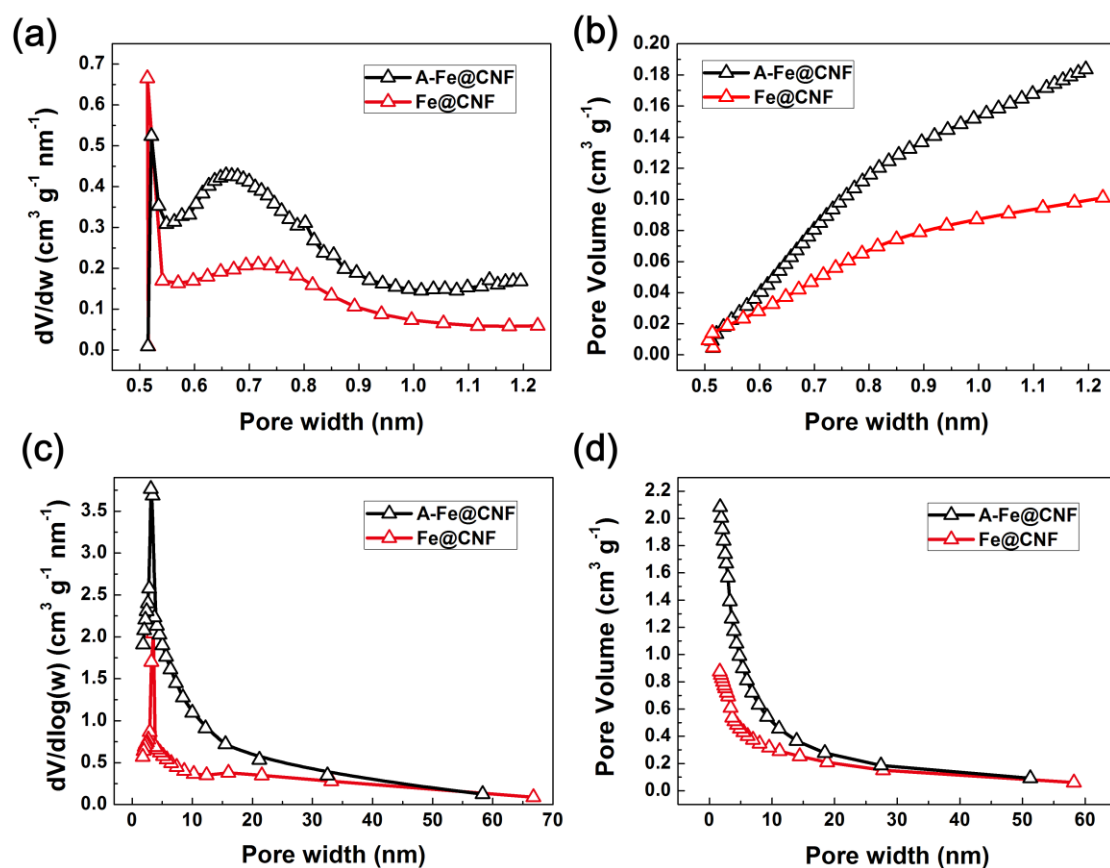 (a)
dV/dw (cm³ g⁻¹ nm⁻¹)
0.7
0.6
0.5
0.4
0.3
0.2
0.1
0.0
A-Fe@CNF
Fe@CNF
0.5 0.6 0.7 0.8 0.9 1.0 1.1 1.2
Pore width (nm)
(b)
Pore Volume (cm³ g⁻¹)
0.20
0.18
0.16
0.14
0.12
0.10
0.08
0.06
0.04
0.02
0.00
A-Fe@CNF
Fe@CNF
0.5 0.6 0.7 0.8 0.9 1.0 1.1 1.2
Pore width (nm)
(c)
dV/dlog(w) (cm³ g⁻¹ nm⁻¹)
3.5
3.0
2.5
2.0
1.5
1.0
0.5
0.0
A-Fe@CNF
Fe@CNF
0 10 20 30 40 50 60 70
Pore width (nm)
(d)
Pore Volume (cm³ g⁻¹)
2.2
2.0
1.8
1.6
1.4
1.2
1.0
0.8
0.6
0.4
0.2
0.0
A-Fe@CNF
Fe@CNF
0 10 20 30 40 50 60
Pore width (nm)